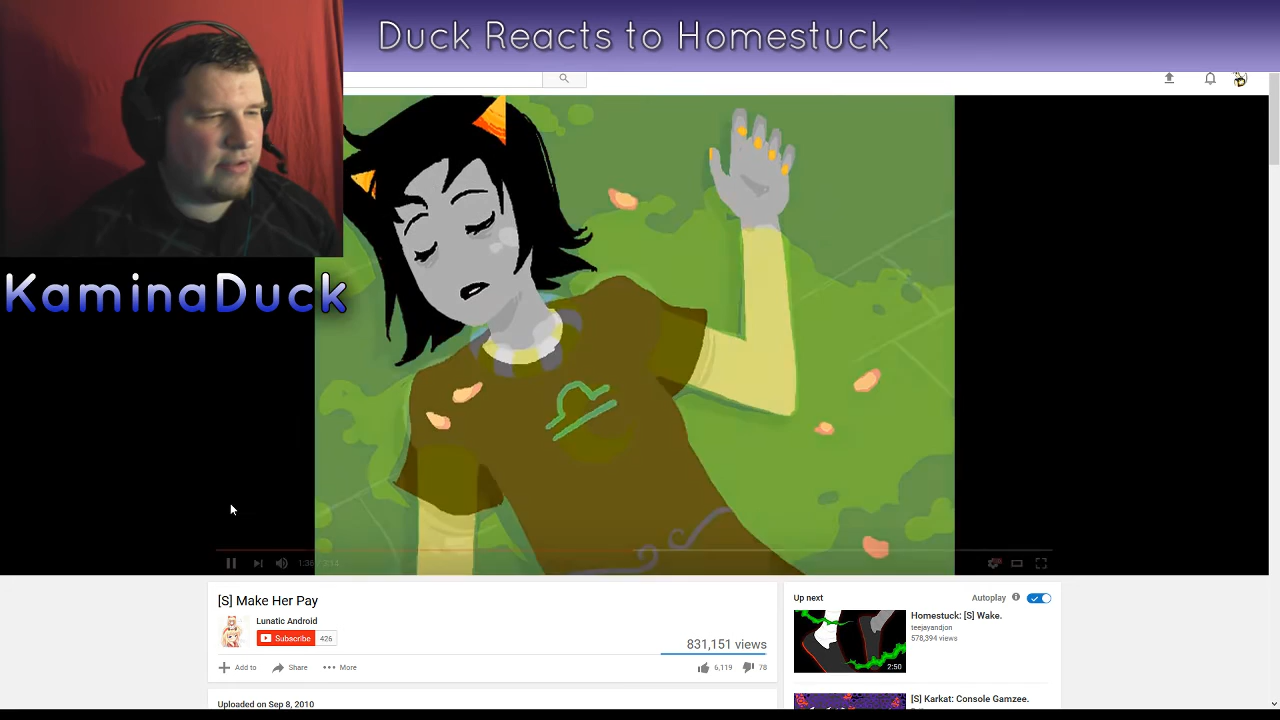 Duck Reacts to Homestuck
KaminaDuck
[S] Make Her Pay
Lunatic Android
Subscribe 426
831,151 views
Add to Share More 6,119 78
Uploaded on Sep 8, 2010
Up next Autoplay
Homestuck: [S] Wake.
teejayandjon
578,394 views
2:50
[S] Karkat: Console Gamzee.